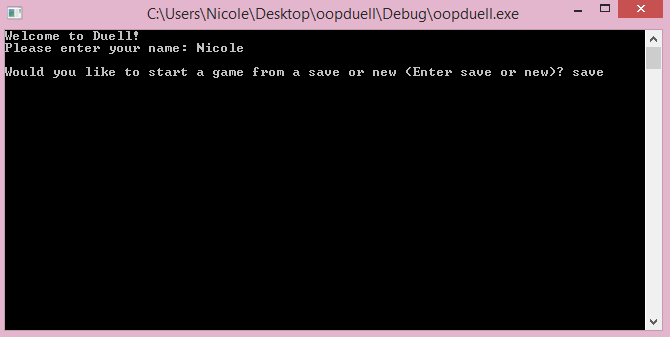 C:\Users\Nicole\Desktop\oopduell\Debug\oopduell.exe
Welcome to Duell!
Please enter your name: Nicole
Would you like to start a game from a save or new (Enter save or new)? save